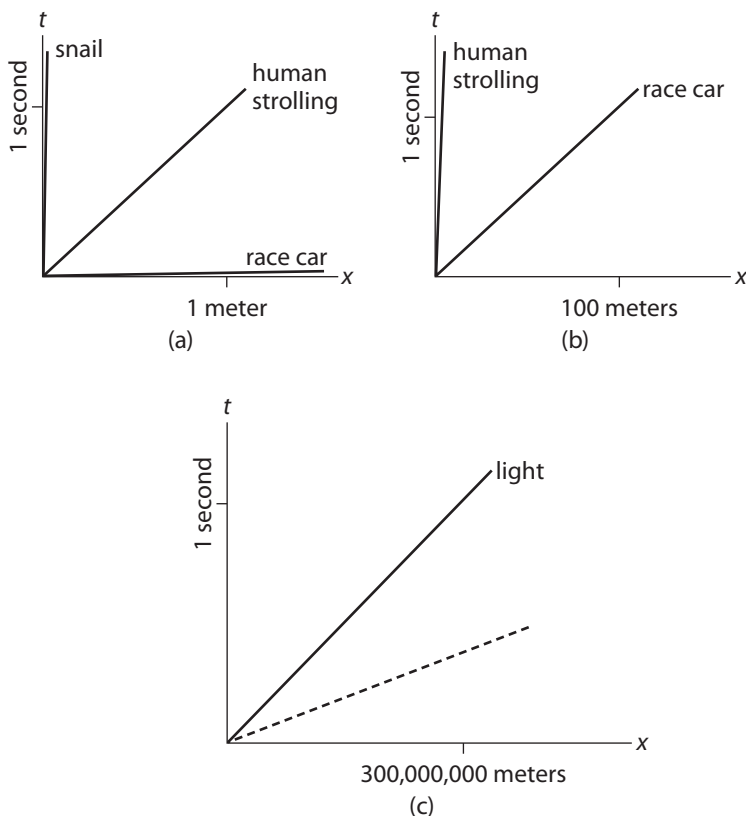 t
snail
human
strolling
1 second
race car
x
1 meter
(a)
t
human
strolling
race car
1 second
x
100 meters
(b)
t
light
1 second
x
300,000,000 meters
(c)